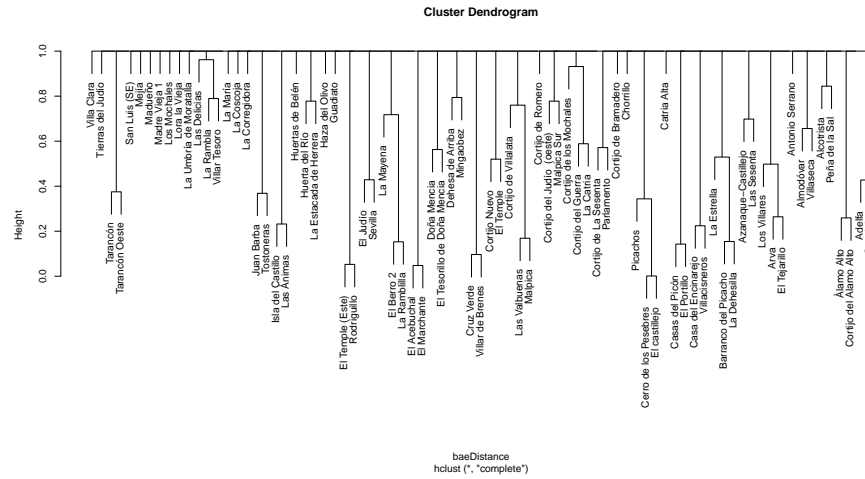 Cluster Dendrogram
Height
1.0
0.8
0.6
0.4
0.2
0.0
Villa Clara
Tierras del Judío
Tarancón
Tarancón Oeste
San Luis (SE)
Mejía
Madueño
Madre Vieja 1
Los Mochales
Lora la Vieja
La Umbría de Moratalla
Las Delicias
La Rambla
Villar Tesoro
La María
La Coscoja
La Corregidora
Juan Barba
Tostoneras
Isla del Castillo
Las Ánimas
Huertas de Belén
Huerta del Río
La Estacada de Herrera
Haza del Olivo
Guadiato
El Temple (Este)
Rodriguillo
El Judío
Sevilla
La Mayena
El Berro 2
La Ramblilla
El Acebuchal
El Marchante
Doña Mencia
El Tesorillo de Doña Mencia
Dehesa de Arriba
Mingaobez
Cruz Verde
Villar de Brenes
Cortijo Nuevo
El Temple
Cortijo de Villalata
Las Valbuenas
Malpica
Cortijo de Romero
Cortijo del Judío (oeste)
Malpica Sur
Cortijo de los Mochales
Cortijo del Guerra
La Catria
Cortijo de La Sesenta
Parlamento
Cortijo de Bramadero
Chorrillo
Picachos
Cerro de los Pesebres
El castillejo
Catria Alta
Casas del Picón
El Portillo
Casa del Encinarejo
Villacisneros
La Estrella
Barranco del Picacho
La Dehesilla
Azanaque−Castillejo
Las Sesenta
Los Villares
Arva
El Tejarillo
Antonio Serrano
Almodóvar
Villaseca
Alcotrista
Peña de la Sal
Álamo Alto
Cortijo del Álamo Alto
Adelfa
baeDistance
hclust (*, "complete")